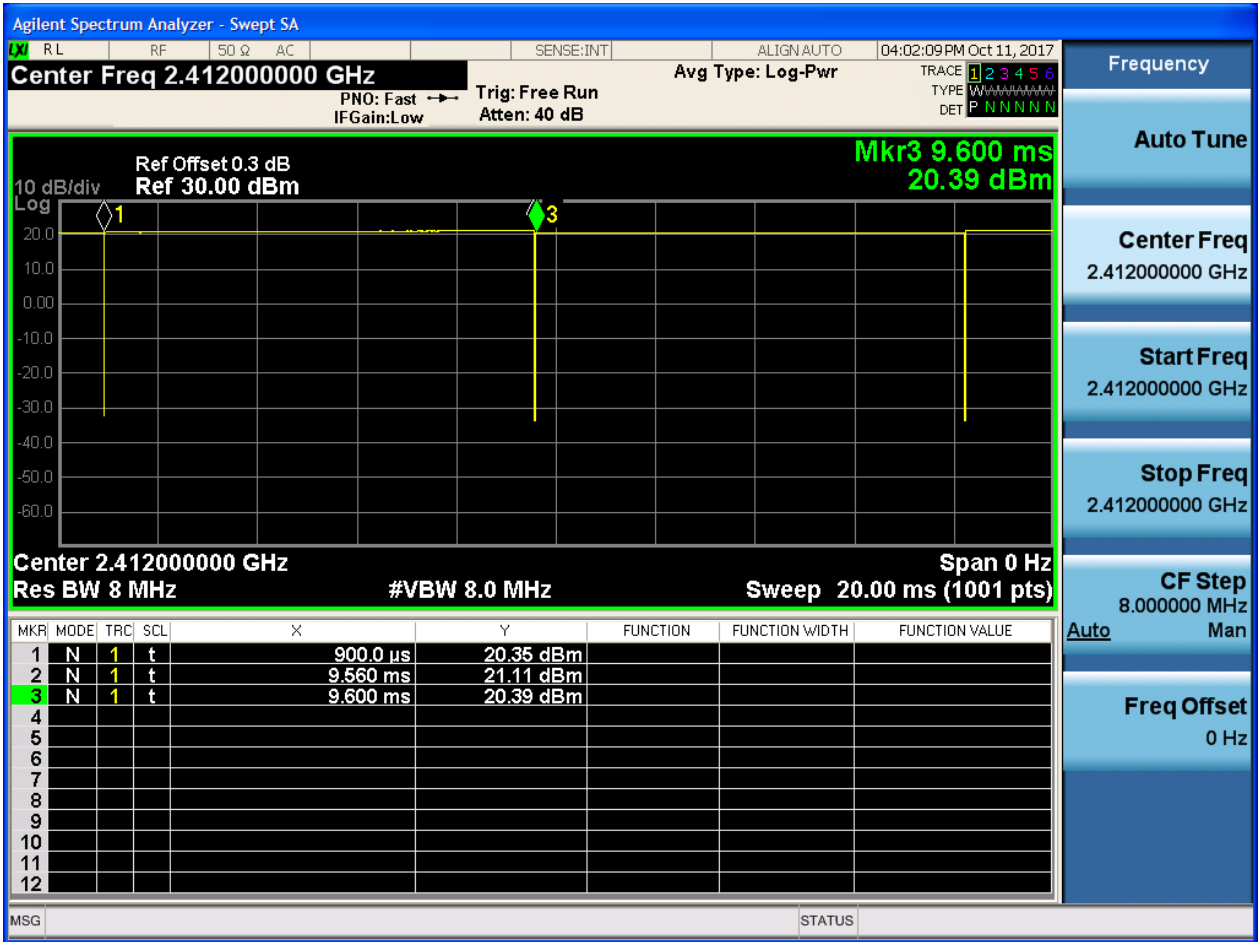 Agilent Spectrum Analyzer - Swept SA
LXI RL RF 50 Ω AC SENSE:INT ALIGN AUTO 04:02:09 PM Oct 11, 2017
Center Freq 2.412000000 GHz
PNO: Fast
IFGain:Low
Trig: Free Run
Atten: 40 dB
Avg Type: Log-Pwr
TRACE 1 2 3 4 5 6
TYPE WWWWWW
DET P N N N N N
Ref Offset 0.3 dB
10 dB/div Ref 30.00 dBm
Log
Mkr3 9.600 ms
20.39 dBm
1
3
20.0
10.0
0.00
-10.0
-20.0
-30.0
-40.0
-50.0
-60.0
Center 2.412000000 GHz Span 0 Hz
Res BW 8 MHz #VBW 8.0 MHz Sweep 20.00 ms (1001 pts)
MKR MODE TRC SCL X Y FUNCTION FUNCTION WIDTH FUNCTION VALUE
1 N 1 t 900.0 µs 20.35 dBm
2 N 1 t 9.560 ms 21.11 dBm
3 N 1 t 9.600 ms 20.39 dBm
4
5
6
7
8
9
10
11
12
MSG STATUS
Frequency
Auto Tune
Center Freq
2.412000000 GHz
Start Freq
2.412000000 GHz
Stop Freq
2.412000000 GHz
CF Step
8.000000 MHz
Auto Man
Freq Offset
0 Hz